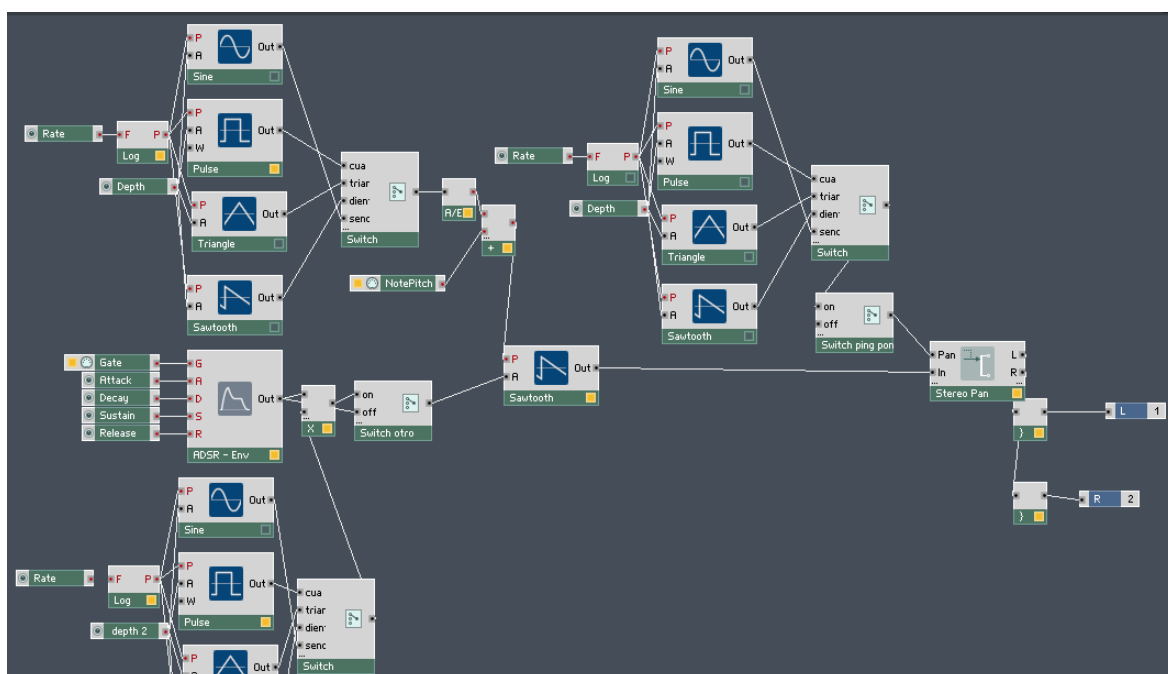 P
A
Out
Sine
P
A
W
Out
Pulse
Rate
F P
Log
Depth
P
A
Out
Triangle
P
A
Out
Sawtooth
cua
triar
dien
senc
...
Switch
A/E
...
+
NotePitch
Gate
Attack
Decay
Sustain
Release
G
A
D
S
R
Out
ADSR - Env
...
X
on
off
...
Switch otro
P
A
Out
Sawtooth
P
A
Out
Sine
P
A
W
Out
Pulse
Rate
F P
Log
Depth
P
A
Out
Triangle
P
A
Out
Sawtooth
cua
triar
dien
senc
...
Switch
on
off
...
Switch ping pon
Pan L
In R
...
Stereo Pan
...
}
L 1
}
R 2
P
A
Out
Sine
P
A
W
Out
Pulse
Rate
F P
Log
depth 2
P
Out
cua
triar
dien
senc
...
Switch